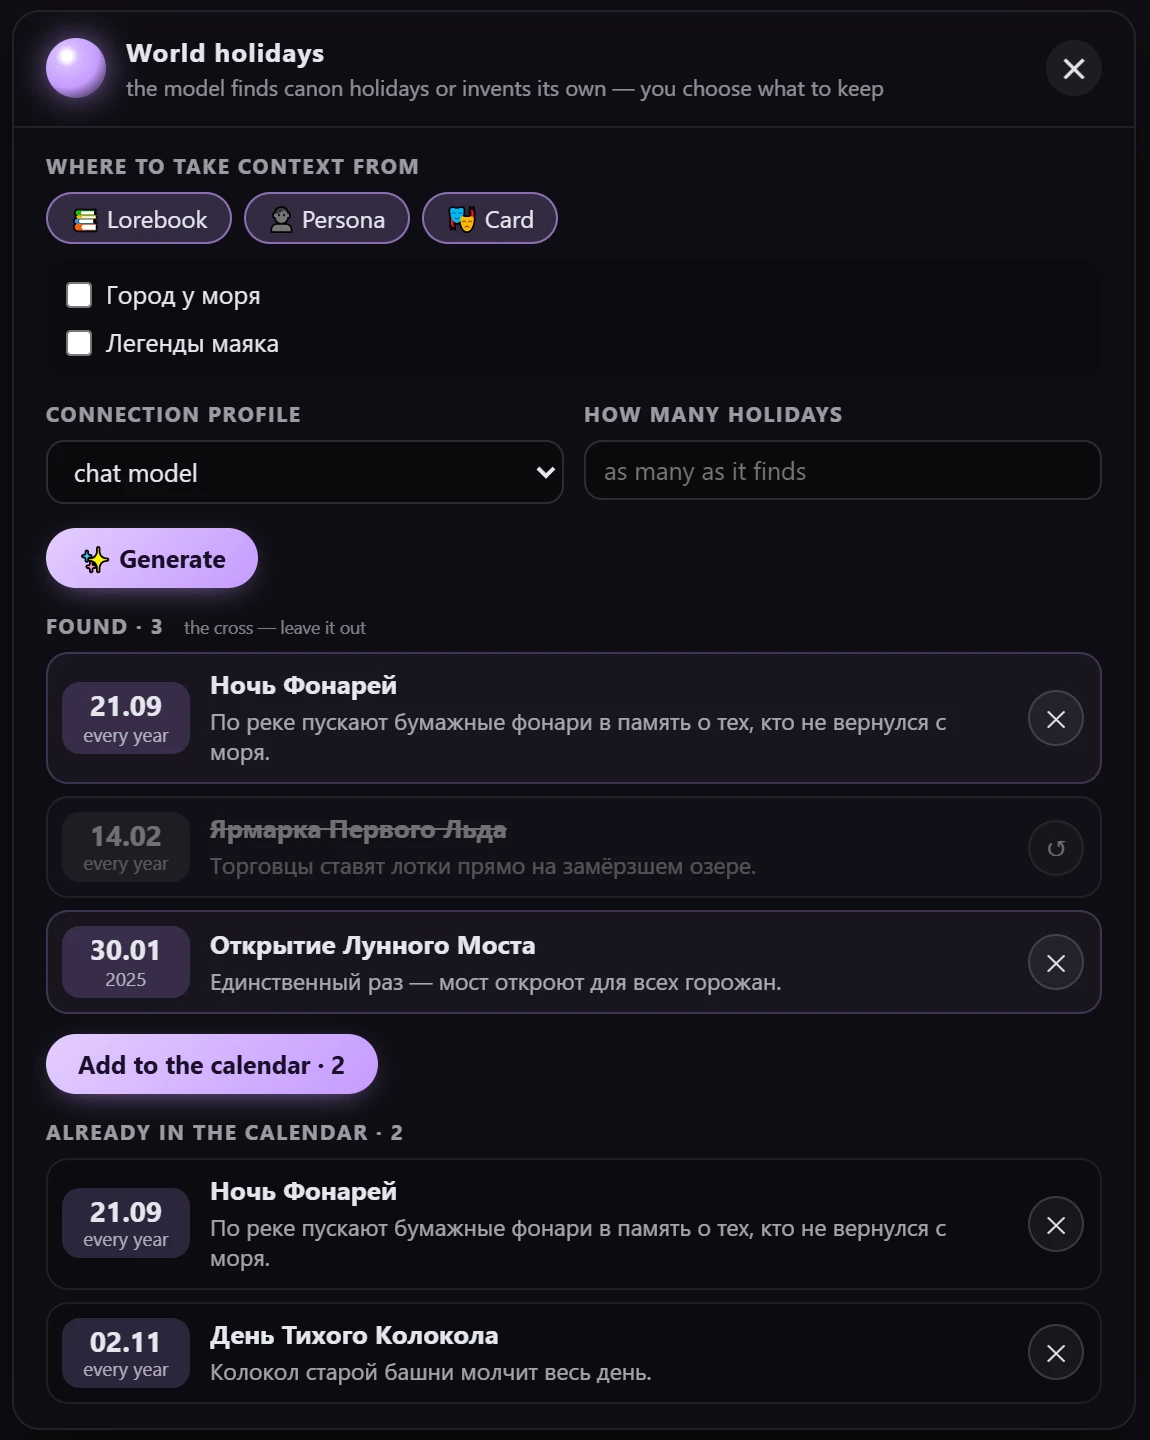 World holidays
the model finds canon holidays or invents its own — you choose what to keep
WHERE TO TAKE CONTEXT FROM
Lorebook
Persona
Card
Город у моря
Легенды маяка
CONNECTION PROFILE
HOW MANY HOLIDAYS
chat model
as many as it finds
Generate
FOUND · 3 the cross — leave it out
21.09
every year
Ночь Фонарей
По реке пускают бумажные фонари в память о тех, кто не вернулся с
моря.
14.02
every year
Ярмарка Первого Льда
Торговцы ставят лотки прямо на замёрзшем озере.
30.01
2025
Открытие Лунного Моста
Единственный раз — мост откроют для всех горожан.
Add to the calendar · 2
ALREADY IN THE CALENDAR · 2
21.09
every year
Ночь Фонарей
По реке пускают бумажные фонари в память о тех, кто не вернулся с
моря.
02.11
every year
День Тихого Колокола
Колокол старой башни молчит весь день.